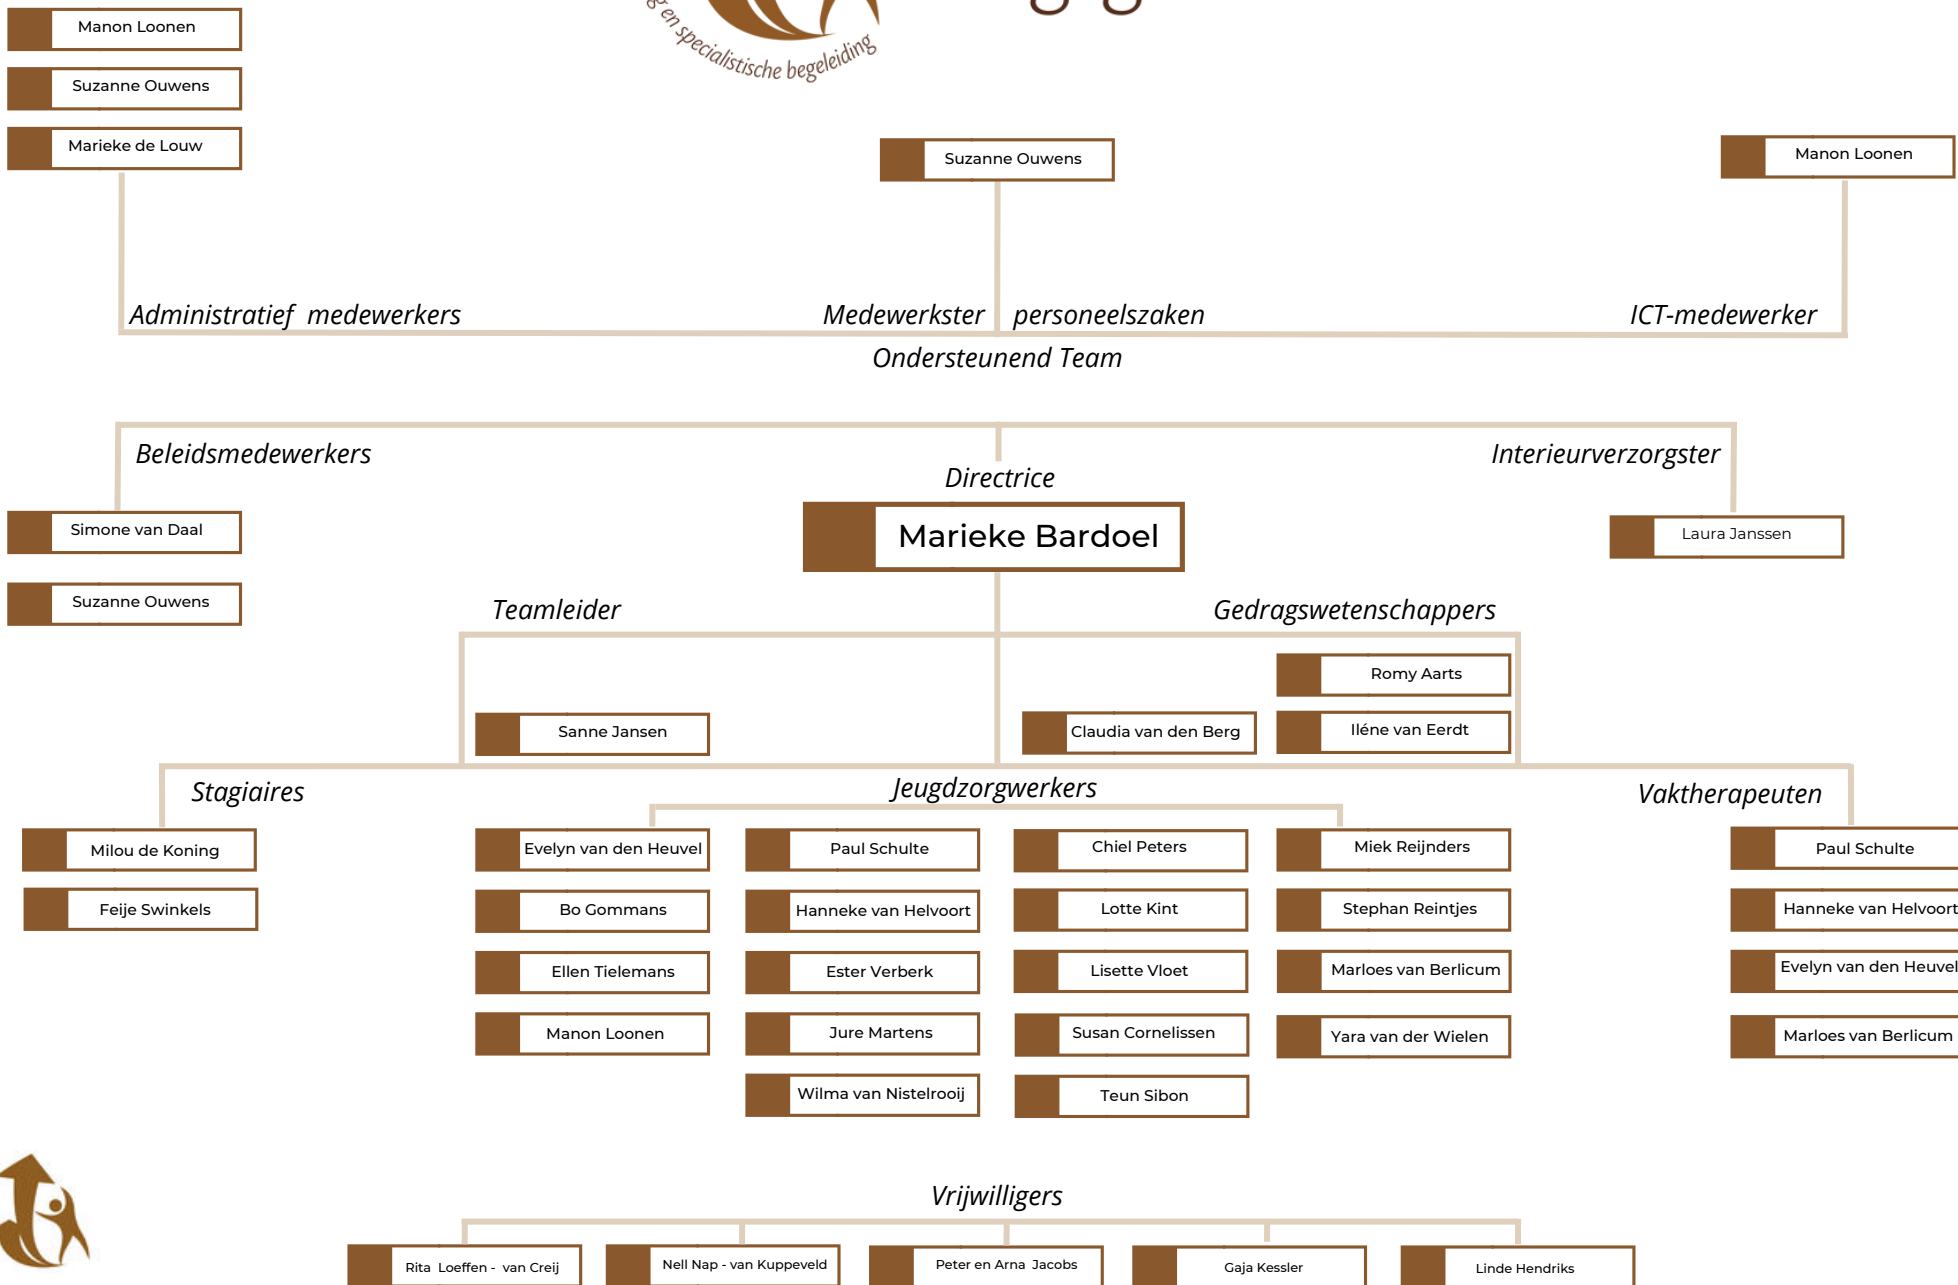 Manon Loonen
Suzanne Ouwens
Marieke de Louw
en specialistische begeleiding
Suzanne Ouwens
Manon Loonen
Administratief medewerkers
Medewerkster personeelszaken
ICT-medewerker
Ondersteunend Team
Beleidsmedewerkers
Directrice
Interieurverzorgster
Simone van Daal
Suzanne Ouwens
Marieke Bardoel
Laura Janssen
Teamleider
Gedragswetenschappers
Romy Aarts
Sanne Jansen
Claudia van den Berg
Iléne van Eerdt
Stagiaires
Jeugdzorgwerkers
Vaktherapeuten
Milou de Koning
Feije Swinkels
Evelyn van den Heuvel
Bo Gommans
Ellen Tielemans
Manon Loonen
Paul Schulte
Hanneke van Helvoort
Ester Verberk
Jure Martens
Wilma van Nistelrooij
Chiel Peters
Lotte Kint
Lisette Vloet
Susan Cornelissen
Teun Sibon
Miek Reijnders
Stephan Reintjes
Marloes van Berlicum
Yara van der Wielen
Paul Schulte
Hanneke van Helvoort
Evelyn van den Heuvel
Marloes van Berlicum
Vrijwilligers
Rita Loeffen - van Creij
Nell Nap - van Kuppeveld
Peter en Arna Jacobs
Gaja Kessler
Linde Hendriks